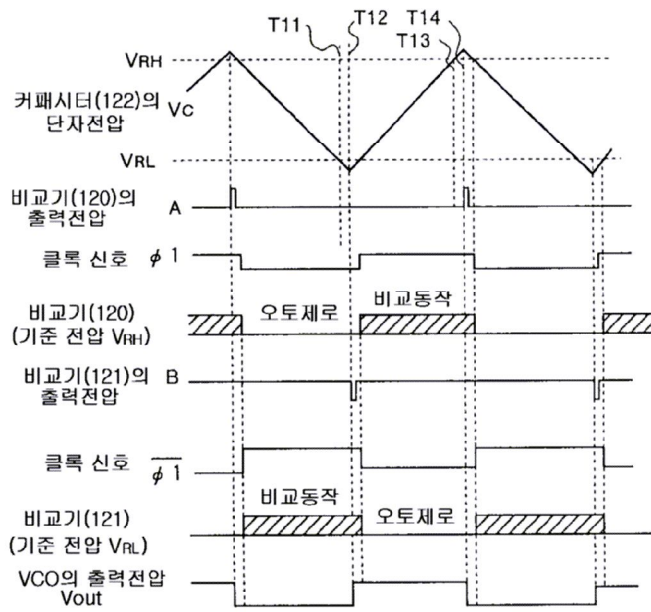 T11
T12
T14
T13
VRH
커패시터(122)의 단자전압
VC
VRL
비교기(120)의 출력전압
A
클록 신호 ϕ1
비교기(120)
(기준 전압 VRH)
오토제로
비교동작
비교기(121)의 출력전압
B
클록 신호 ϕ1̅
비교기(121)
(기준 전압 VRL)
비교동작
오토제로
VCO의 출력전압
Vout